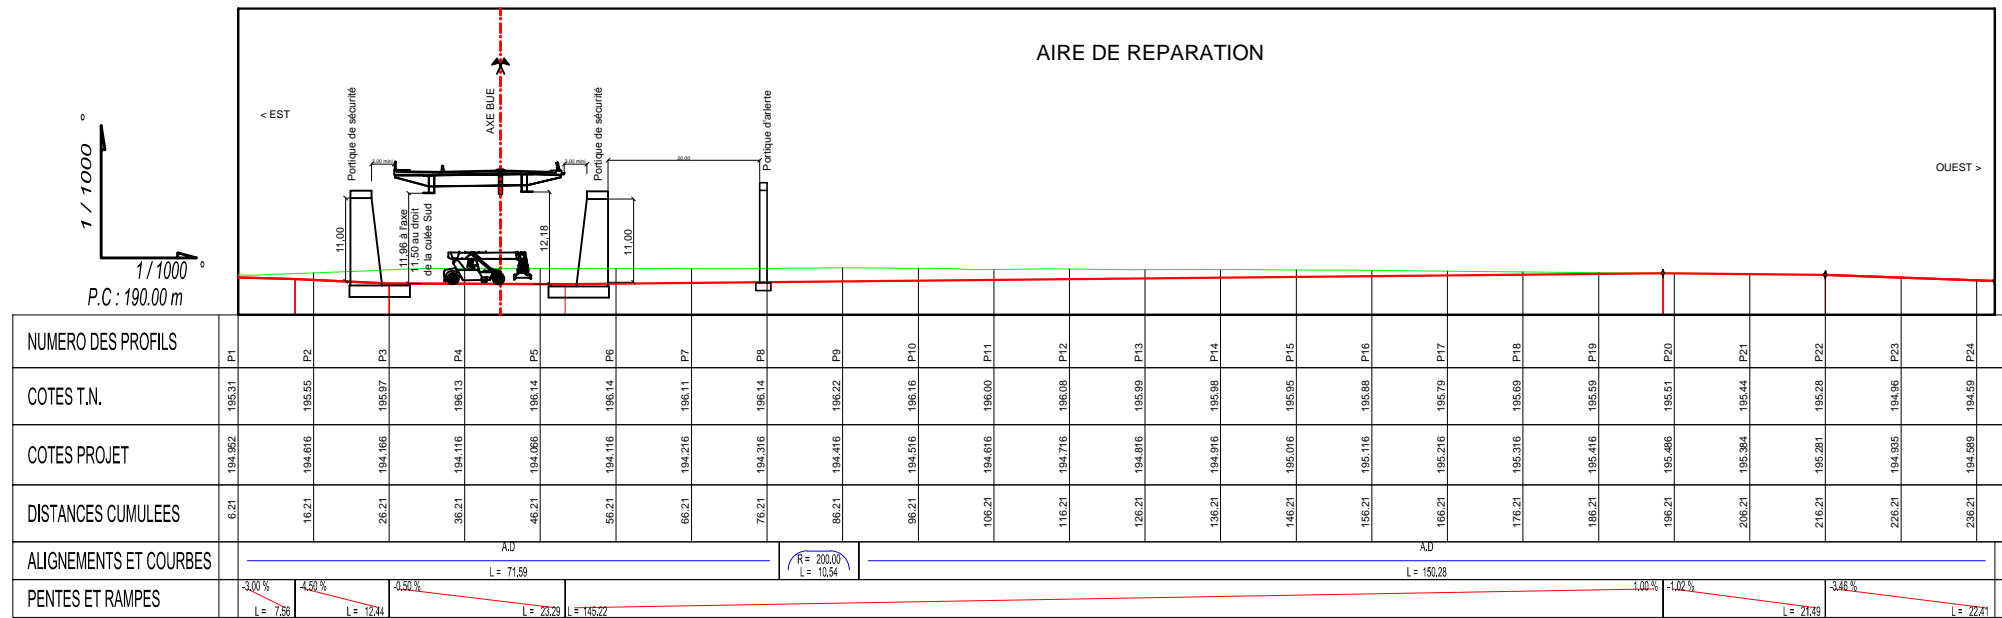 AIRE DE REPARATION
< EST
OUEST >
Portique de sécurité
AXE BUE
Portique de sécurité
Portique d'arlerte
2.00 mini
2.00 mini
20.00
11,00
11,96 à l'axe
11,50 au droit
de la culée Sud
12,18
11,00
1 / 1000 °
1 / 1000 °
P.C : 190.00 m
NUMERO DES PROFILS P1 P2 P3 P4 P5 P6 P7 P8 P9 P10 P11 P12 P13 P14 P15 P16 P17 P18 P19 P20 P21 P22 P23 P24
COTES T.N. 195.31 195.55 195.97 196.13 196.14 196.14 196.11 196.14 196.22 196.16 196.00 196.08 195.99 195.98 195.95 195.88 195.79 195.69 195.59 195.51 195.44 195.28 194.96 194.59
COTES PROJET 194.952 194.616 194.166 194.116 194.066 194.116 194.216 194.316 194.416 194.516 194.616 194.716 194.816 194.916 195.016 195.116 195.216 195.316 195.416 195.486 195.384 195.281 194.935 194.589
DISTANCES CUMULEES 6.21 16.21 26.21 36.21 46.21 56.21 66.21 76.21 86.21 96.21 106.21 116.21 126.21 136.21 146.21 156.21 166.21 176.21 186.21 196.21 206.21 216.21 226.21 236.21
ALIGNEMENTS ET COURBES
A.D
L = 71.59
R = 200.00
L = 10.54
A.D
L = 150.28
PENTES ET RAMPES
-3.00 %
L = 7.56
-4.50 %
L = 12.44
-0.50 %
L = 23.29
L = 145.22
1.00 %
-1.02 %
L = 21.49
-3.46 %
L = 22.41